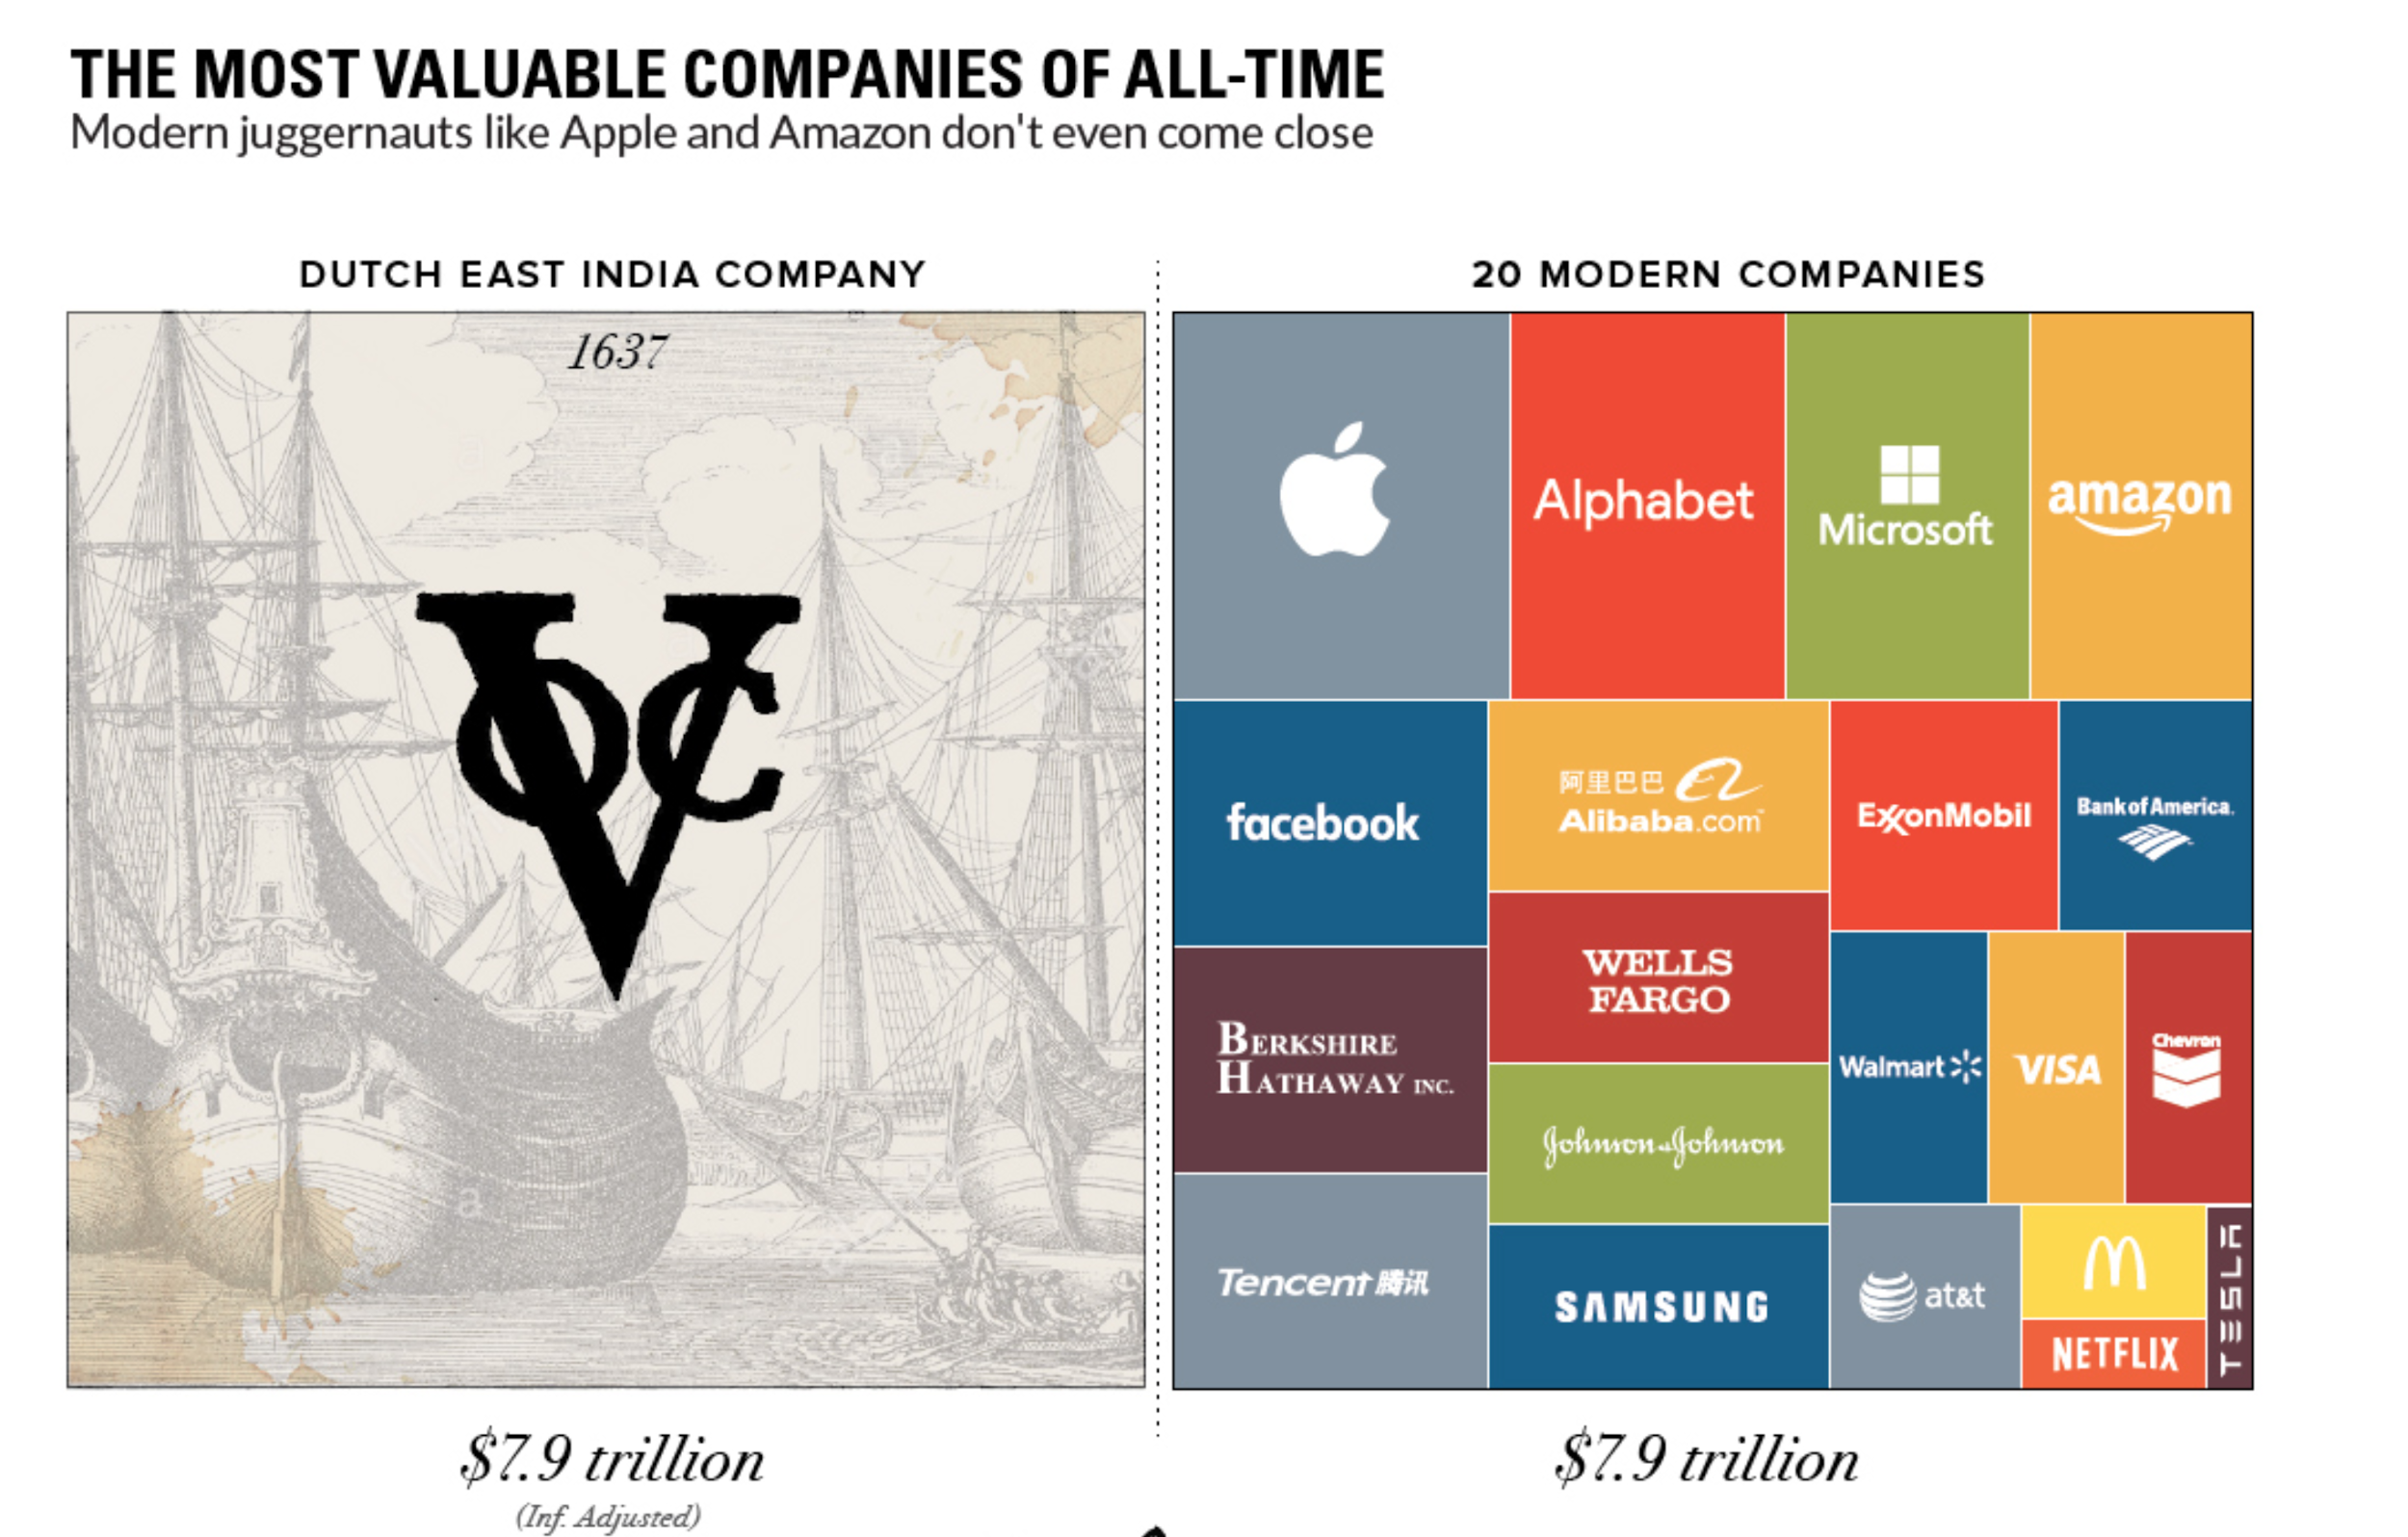 THE MOST VALUABLE COMPANIES OF ALL-TIME
Modern juggernauts like Apple and Amazon don't even come close
DUTCH EAST INDIA COMPANY
1637
VOC
$7.9 trillion
(Inf. Adjusted)
20 MODERN COMPANIES
Alphabet
Microsoft
amazon
facebook
阿里巴巴
Alibaba.com
ExxonMobil
Bank of America.
BERKSHIRE
HATHAWAY INC.
WELLS
FARGO
Walmart
VISA
Chevron
Johnson&Johnson
Tencent 腾讯
SAMSUNG
at&t
NETFLIX
TESLA
$7.9 trillion